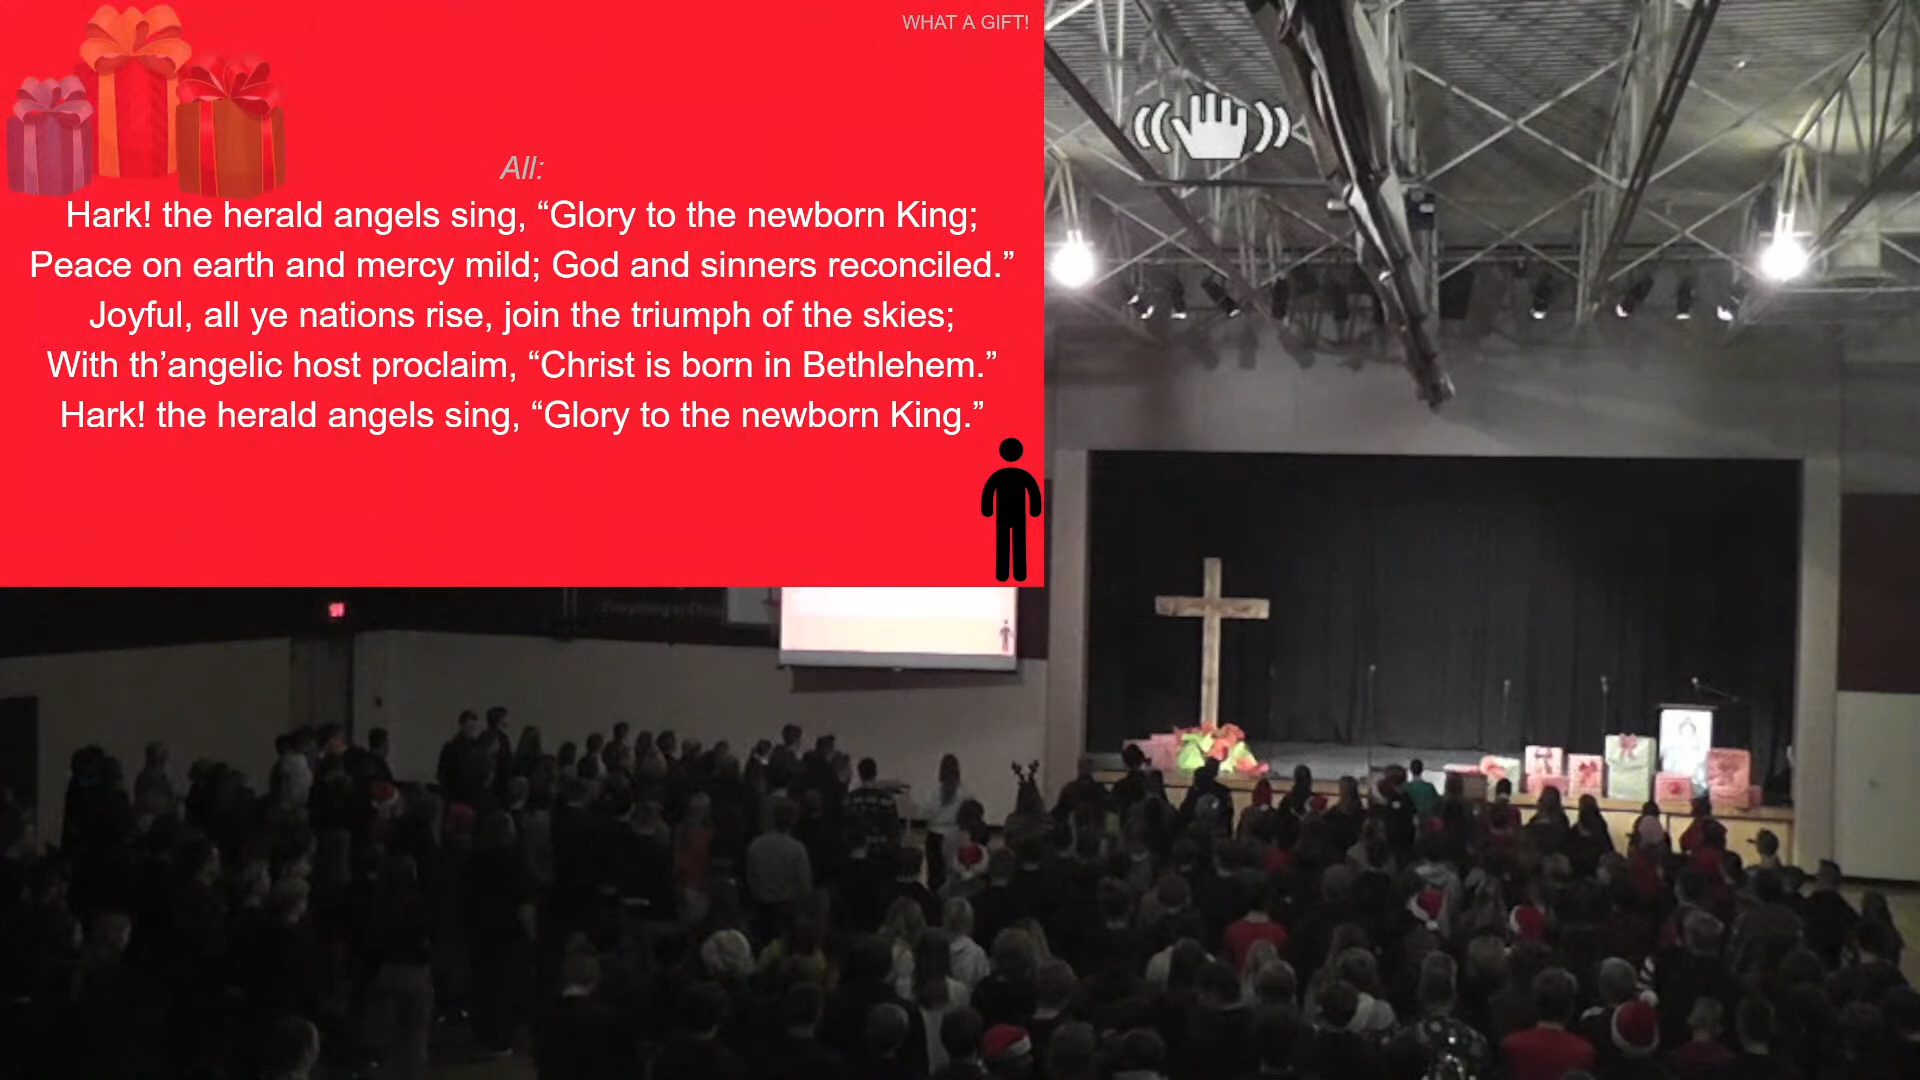 WHAT A GIFT!
All:
Hark! the herald angels sing, “Glory to the newborn King;
Peace on earth and mercy mild; God and sinners reconciled.”
Joyful, all ye nations rise, join the triumph of the skies;
With th’angelic host proclaim, “Christ is born in Bethlehem.”
Hark! the herald angels sing, “Glory to the newborn King.”